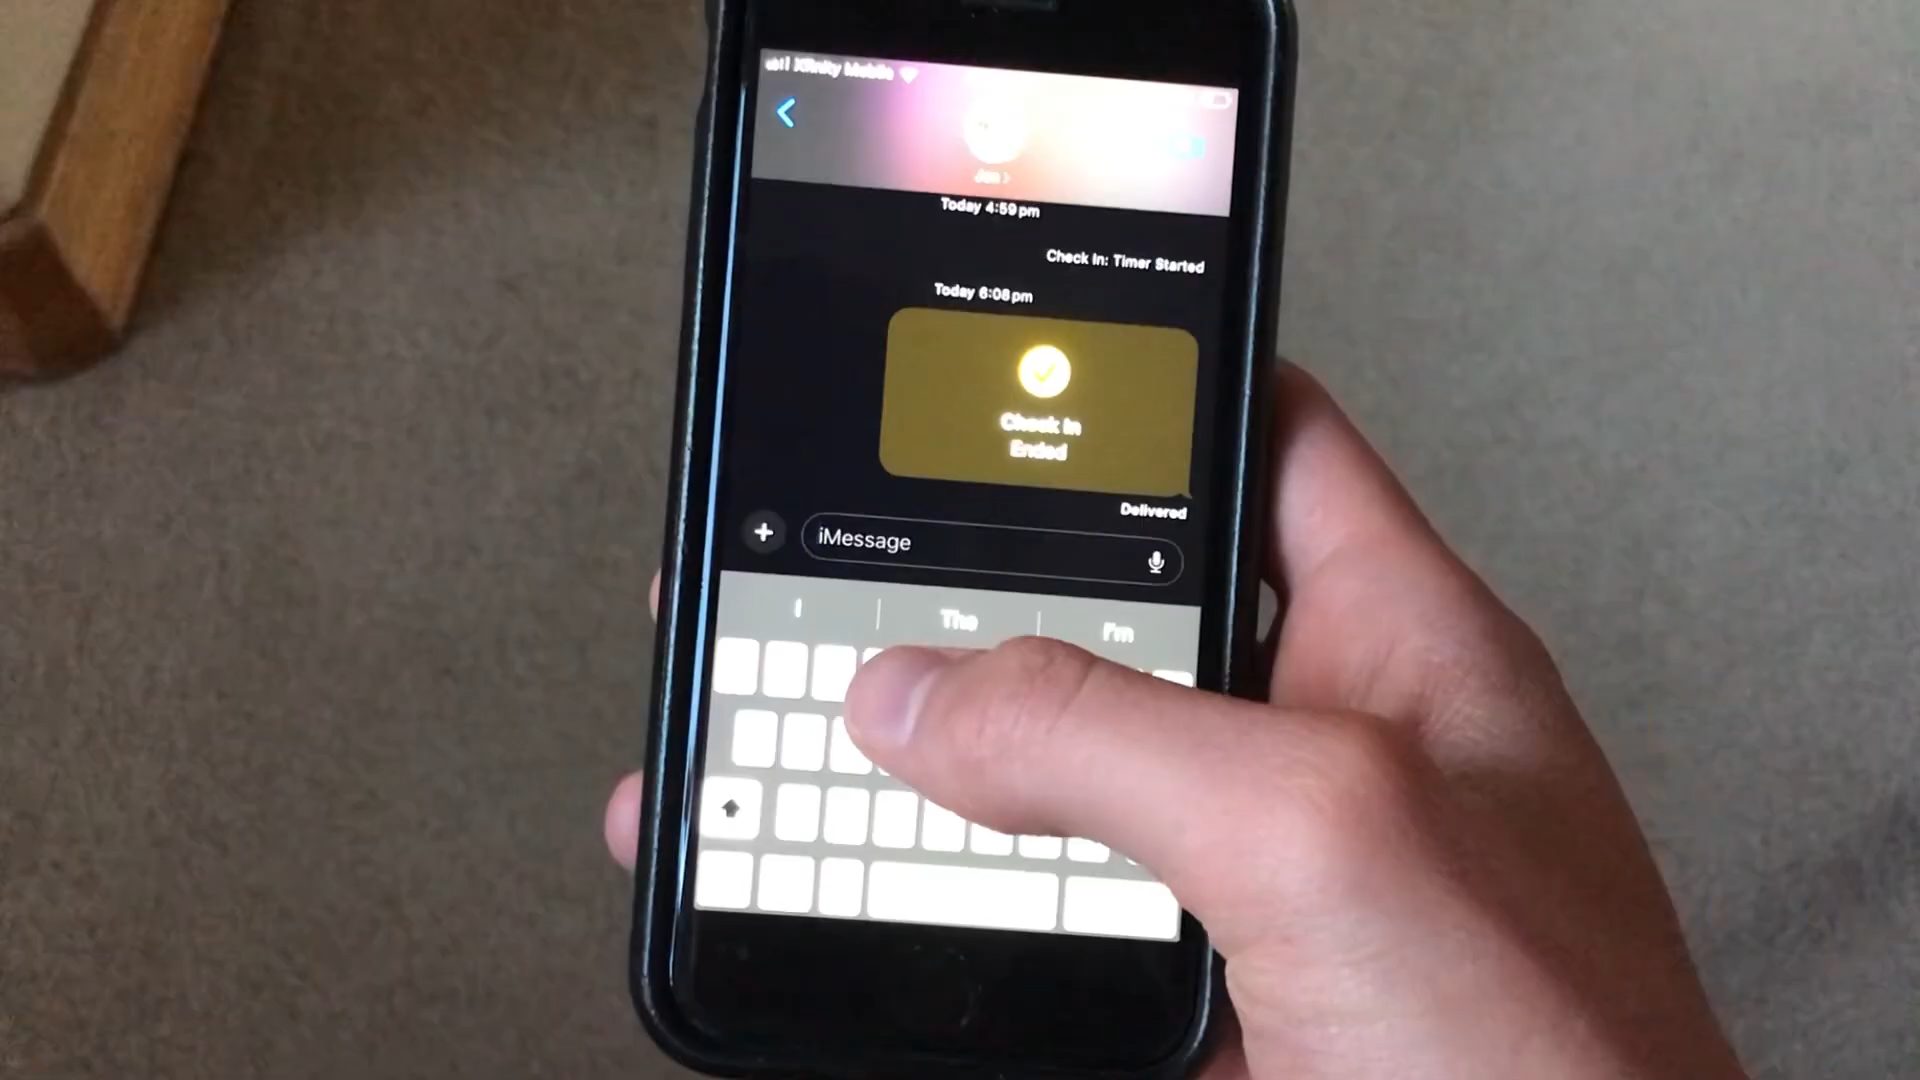 Xfinity Mobile
Jen >
Today 4:59 pm
Check In: Timer Started
Today 6:08 pm
Check In
Ended
Delivered
iMessage
I
The
I'm